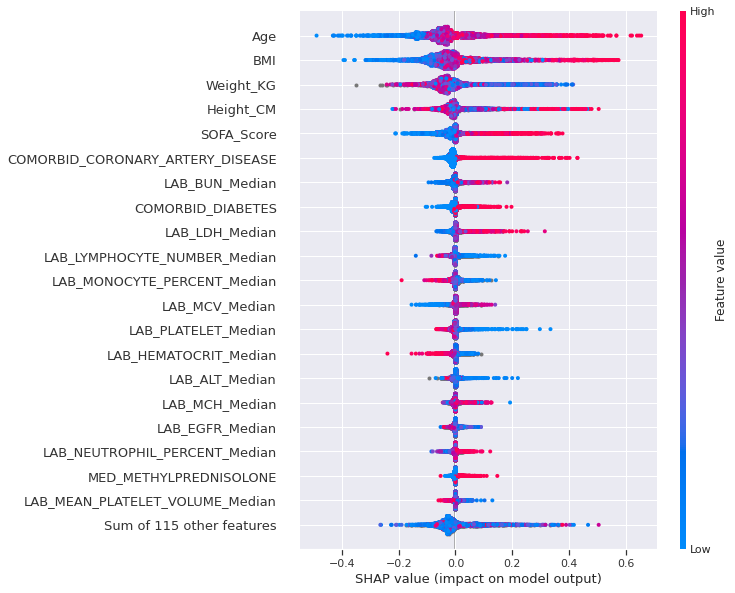 High
Age
BMI
Weight_KG
Height_CM
SOFA_Score
COMORBID_CORONARY_ARTERY_DISEASE
LAB_BUN_Median
COMORBID_DIABETES
LAB_LDH_Median
LAB_LYMPHOCYTE_NUMBER_Median
LAB_MONOCYTE_PERCENT_Median
LAB_MCV_Median
LAB_PLATELET_Median
LAB_HEMATOCRIT_Median
LAB_ALT_Median
LAB_MCH_Median
LAB_EGFR_Median
LAB_NEUTROPHIL_PERCENT_Median
MED_METHYLPREDNISOLONE
LAB_MEAN_PLATELET_VOLUME_Median
Sum of 115 other features
Feature value
Low
−0.4 −0.2 0.0 0.2 0.4 0.6
SHAP value (impact on model output)